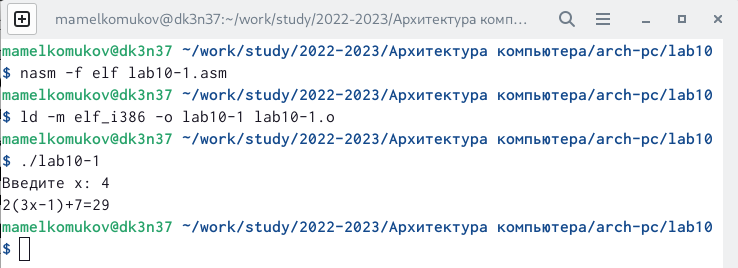 mamelkomukov@dk3n37:~/work/study/2022-2023/Архитектура комп…
mamelkomukov@dk3n37 ~/work/study/2022-2023/Архитектура компьютера/arch-pc/lab10
$ nasm -f elf lab10-1.asm
mamelkomukov@dk3n37 ~/work/study/2022-2023/Архитектура компьютера/arch-pc/lab10
$ ld -m elf_i386 -o lab10-1 lab10-1.o
mamelkomukov@dk3n37 ~/work/study/2022-2023/Архитектура компьютера/arch-pc/lab10
$ ./lab10-1
Введите x: 4
2(3x-1)+7=29
mamelkomukov@dk3n37 ~/work/study/2022-2023/Архитектура компьютера/arch-pc/lab10
$